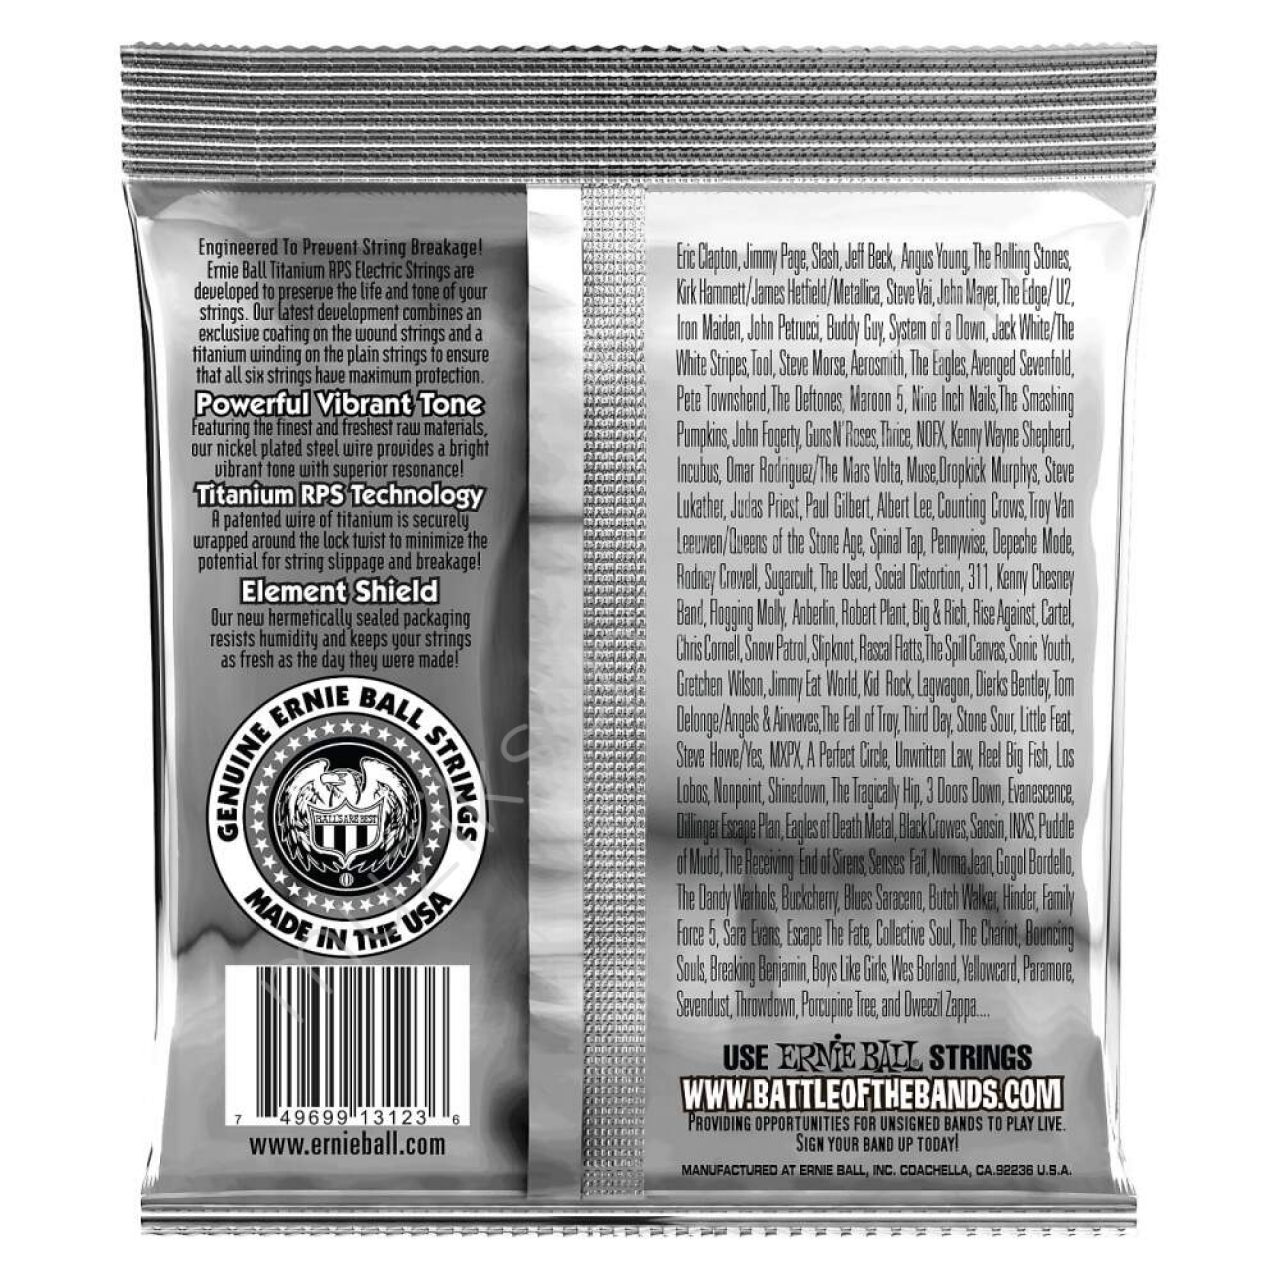 Engineered To Prevent String Breakage!
Ernie Ball Titanium RPS Electric Strings are
developed to preserve the life and tone of your
strings. Our latest development combines an
exclusive coating on the wound strings and a
titanium winding on the plain strings to ensure
that all six strings have maximum protection.
Powerful Vibrant Tone
Featuring the finest and freshest raw materials,
our nickel plated steel wire provides a bright
vibrant tone with superior resonance!
Titanium RPS Technology
A patented wire of titanium is securely
wrapped around the lock twist to minimize the
potential for string slippage and breakage!
Element Shield
Our new hermetically sealed packaging
resists humidity and keeps your strings
as fresh as the day they were made!
GENUINE ERNIE BALL STRINGS
BALLS ARE BEST
MADE IN THE USA
7 49699 13123 6
www.ernieball.com
Eric Clapton, Jimmy Page, Slash, Jeff Beck, Angus Young, The Rolling Stones,
Kirk Hammett/James Hetfield/Metallica, Steve Vai, John Mayer, The Edge/ U2,
Iron Maiden, John Petrucci, Buddy Guy, System of a Down, Jack White/The
White Stripes, Tool, Steve Morse, Aerosmith, The Eagles, Avenged Sevenfold,
Pete Townshend, The Deftones, Maroon 5, Nine Inch Nails, The Smashing
Pumpkins, John Fogerty, Guns N' Roses, Thrice, NOFX, Kenny Wayne Shepherd,
Incubus, Omar Rodriguez/The Mars Volta, Muse, Dropkick Murphys, Steve
Lukather, Judas Priest, Paul Gilbert, Albert Lee, Counting Crows, Troy Van
Leeuwen/Queens of the Stone Age, Spinal Tap, Pennywise, Depeche Mode,
Rodney Crowell, Sugarcult, The Used, Social Distortion, 311, Kenny Chesney
Band, Flogging Molly, Anberlin, Robert Plant, Big & Rich, Rise Against, Cartel,
Chris Cornell, Snow Patrol, Slipknot, Rascal Flatts, The Spill Canvas, Sonic Youth,
Gretchen Wilson, Jimmy Eat World, Kid Rock, Lagwagon, Dierks Bentley, Tom
Delonge/Angels & Airwaves, The Fall of Troy, Third Day, Stone Sour, Little Feat,
Steve Howe/Yes, MXPX, A Perfect Circle, Unwritten Law, Reel Big Fish, Los
Lobos, Nonpoint, Shinedown, The Tragically Hip, 3 Doors Down, Evanescence,
Dillinger Escape Plan, Eagles of Death Metal, Black Crowes, Saosin, INXS, Puddle
of Mudd, The Receiving End of Sirens, Senses Fail, Norma Jean, Gogol Bordello,
The Dandy Warhols, Buckcherry, Blues Saraceno, Butch Walker, Hinder, Family
Force 5, Sara Evans, Escape The Fate, Collective Soul, The Chariot, Bouncing
Souls, Breaking Benjamin, Boys Like Girls, Wes Borland, Yellowcard, Paramore,
Sevendust, Throwdown, Porcupine Tree, and Dweezil Zappa....
USE ERNIE BALL STRINGS
WWW.BATTLEOFTHEBANDS.COM
PROVIDING OPPORTUNITIES FOR UNSIGNED BANDS TO PLAY LIVE.
SIGN YOUR BAND UP TODAY!
MANUFACTURED AT ERNIE BALL, INC. COACHELLA, CA.92236 U.S.A.